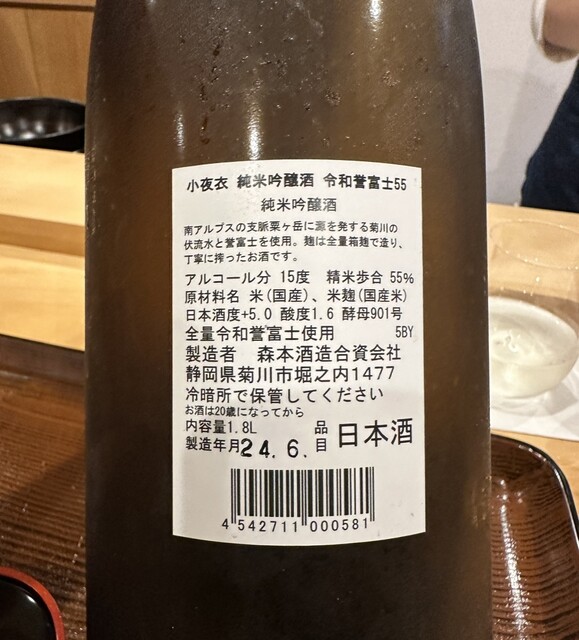 小夜衣 純米吟醸酒 令和誉富士55
純米吟醸酒
南アルプスの支脈粟ヶ岳に源を発する菊川の
伏流水と誉富士を使用。麹は全量箱麹で造り、
丁寧に搾ったお酒です。
アルコール分 15度 精米歩合 55%
原材料名 米(国産)、米麹(国産米)
日本酒度+5.0 酸度1.6 酵母901号
全量令和誉富士使用 5BY
製造者 森本酒造合資会社
静岡県菊川市堀之内1477
冷暗所で保管してください
お酒は20歳になってから
内容量1.8L
製造年月24.6.
品目 日本酒
4 542711 000581